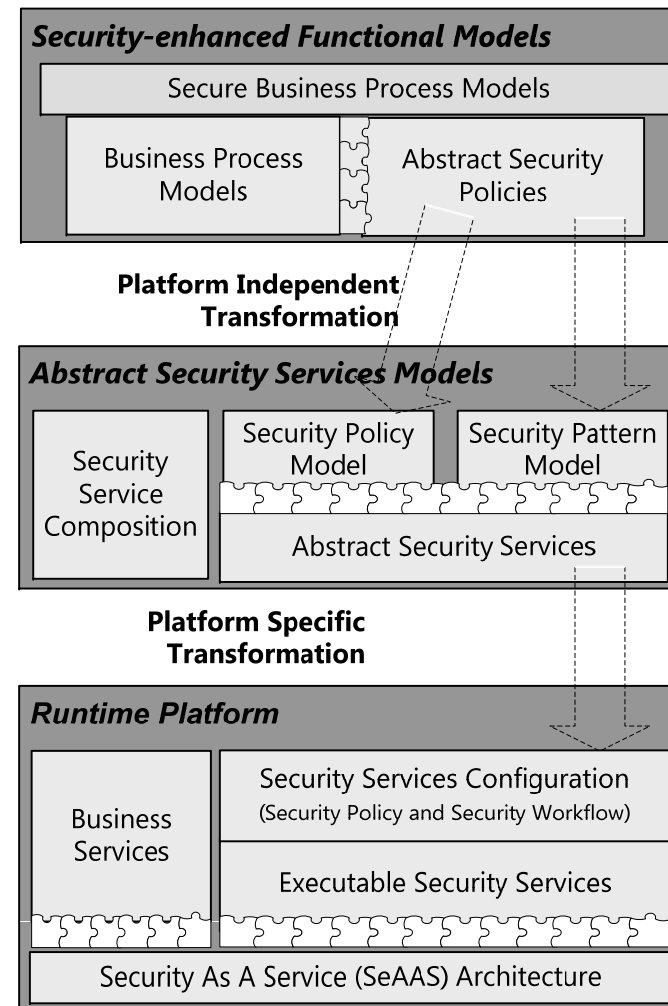 Security-enhanced Functional Models
Secure Business Process Models
Business Process
Models
Abstract Security
Policies
Platform Independent
Transformation
Abstract Security Services Models
Security
Service
Composition
Security Policy
Model
Security Pattern
Model
Abstract Security Services
Platform Specific
Transformation
Runtime Platform
Business
Services
Security Services Configuration
(Security Policy and Security Workflow)
Executable Security Services
Security As A Service (SeAAS) Architecture